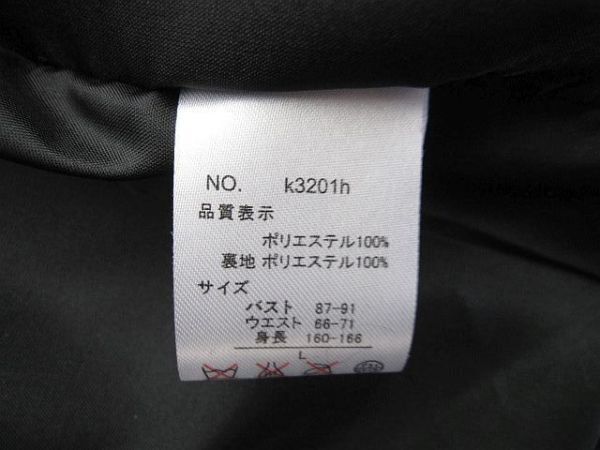 NO. k3201h
品質表示
ポリエステル100%
裏地 ポリエステル100%
サイズ
バスト 87-91
ウエスト 66-71
身長 160-166
L